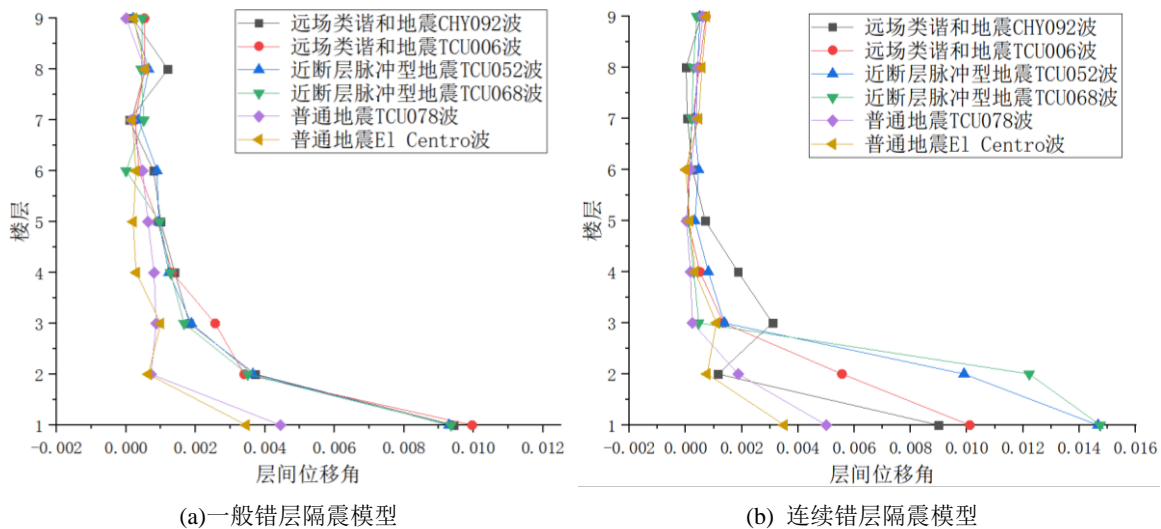 9
8
7
6
5
4
3
2
1
楼层
远场类谐和地震CHY092波
远场类谐和地震TCU006波
近断层脉冲型地震TCU052波
近断层脉冲型地震TCU068波
普通地震TCU078波
普通地震El Centro波
-0.002 0.000 0.002 0.004 0.006 0.008 0.010 0.012
层间位移角
(a)一般错层隔震模型
9
8
7
6
5
4
3
2
1
楼层
远场类谐和地震CHY092波
远场类谐和地震TCU006波
近断层脉冲型地震TCU052波
近断层脉冲型地震TCU068波
普通地震TCU078波
普通地震El Centro波
-0.002 0.000 0.002 0.004 0.006 0.008 0.010 0.012 0.014 0.016
层间位移角
(b) 连续错层隔震模型